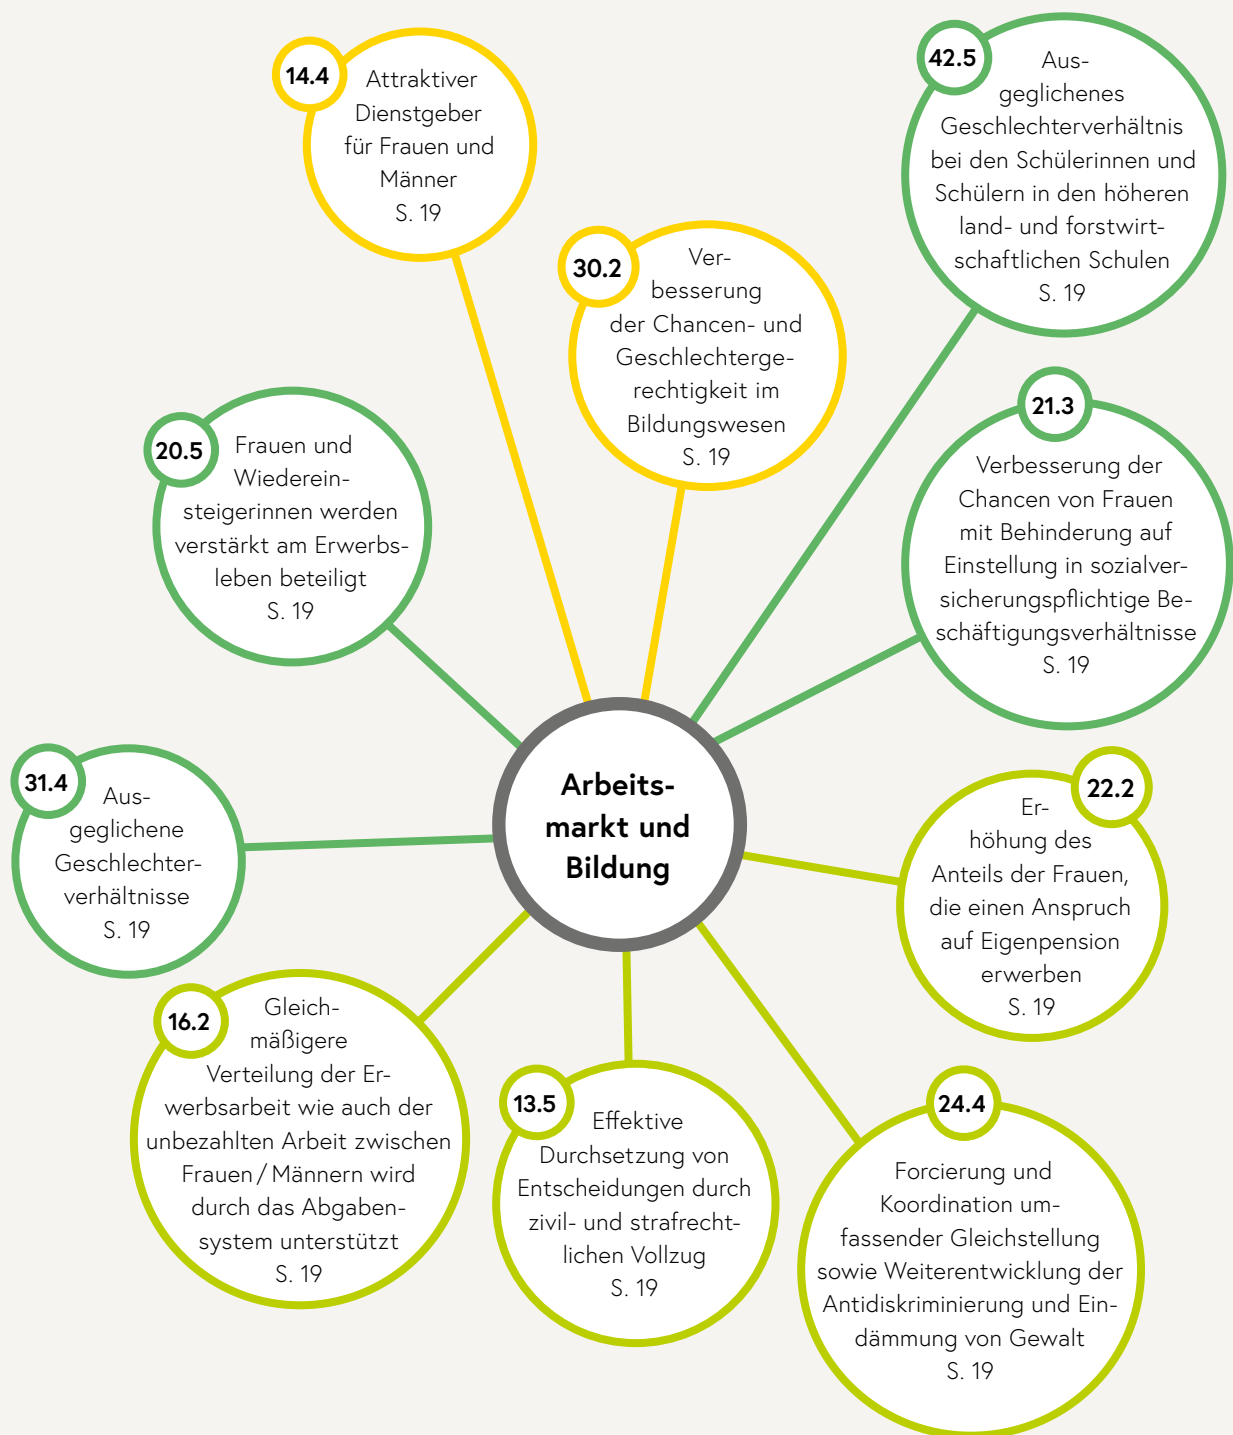 14.4
Attraktiver
Dienstgeber
für Frauen und
Männer
S. 19
42.5
Aus-
geglichenes
Geschlechterverhältnis
bei den Schülerinnen und
Schülern in den höheren
land- und forstwirt-
schaftlichen Schulen
S. 19
30.2
Ver-
besserung
der Chancen- und
Geschlechterge-
rechtigkeit im
Bildungswesen
S. 19
20.5
Frauen und
Wiederein-
steigerinnen werden
verstärkt am Erwerbs-
leben beteiligt
S. 19
21.3
Verbesserung der
Chancen von Frauen
mit Behinderung auf
Einstellung in sozialver-
sicherungspflichtige Be-
schäftigungsverhältnisse
S. 19
31.4
Aus-
geglichene
Geschlechter-
verhältnisse
S. 19
Arbeits-
markt und
Bildung
22.2
Er-
höhung des
Anteils der Frauen,
die einen Anspruch
auf Eigenpension
erwerben
S. 19
16.2
Gleich-
mäßigere
Verteilung der Er-
werbsarbeit wie auch der
unbezahlten Arbeit zwischen
Frauen / Männern wird
durch das Abgaben-
system unterstützt
S. 19
13.5
Effektive
Durchsetzung von
Entscheidungen durch
zivil- und strafrecht-
lichen Vollzug
S. 19
24.4
Forcierung und
Koordination um-
fassender Gleichstellung
sowie Weiterentwicklung der
Antidiskriminierung und Ein-
dämmung von Gewalt
S. 19